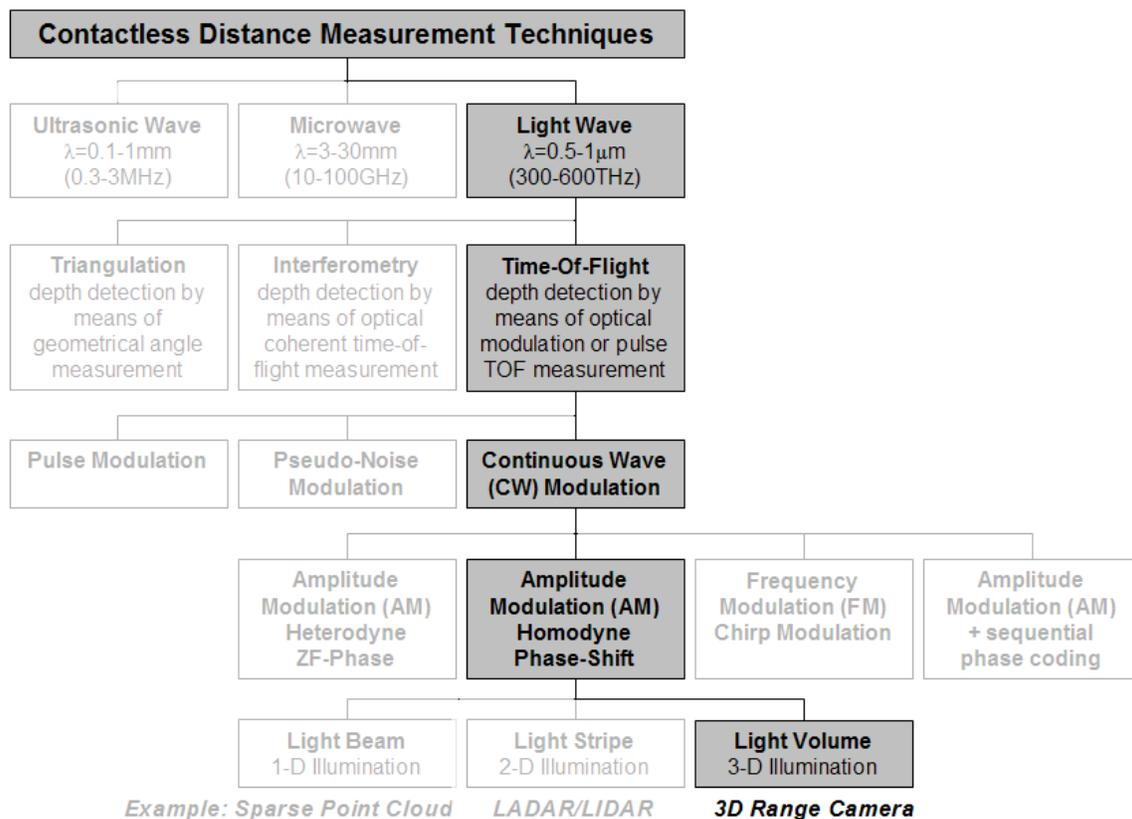 Contactless Distance Measurement Techniques
Ultrasonic Wave
λ=0.1-1mm
(0.3-3MHz)
Microwave
λ=3-30mm
(10-100GHz)
Light Wave
λ=0.5-1μm
(300-600THz)
Triangulation
depth detection by
means of
geometrical angle
measurement
Interferometry
depth detection by
means of optical
coherent time-of-
flight measurement
Time-Of-Flight
depth detection by
means of optical
modulation or pulse
TOF measurement
Pulse Modulation
Pseudo-Noise
Modulation
Continuous Wave
(CW) Modulation
Amplitude
Modulation (AM)
Heterodyne
ZF-Phase
Amplitude
Modulation (AM)
Homodyne
Phase-Shift
Frequency
Modulation (FM)
Chirp Modulation
Amplitude
Modulation (AM)
+ sequential
phase coding
Light Beam
1-D Illumination
Light Stripe
2-D Illumination
Light Volume
3-D Illumination
Example: Sparse Point Cloud
LADAR/LIDAR
3D Range Camera